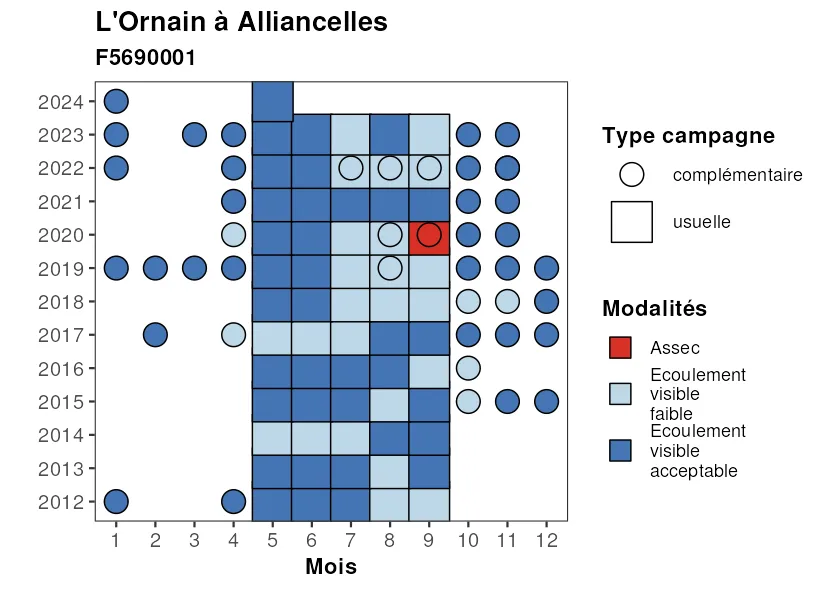 L'Ornain à Alliancelles
F5690001
2024
2023
2022
2021
2020
2019
2018
2017
2016
2015
2014
2013
2012
1 2 3 4 5 6 7 8 9 10 11 12
Mois
Type campagne
complémentaire
usuelle
Modalités
Assec
Ecoulement
visible
faible
Ecoulement
visible
acceptable